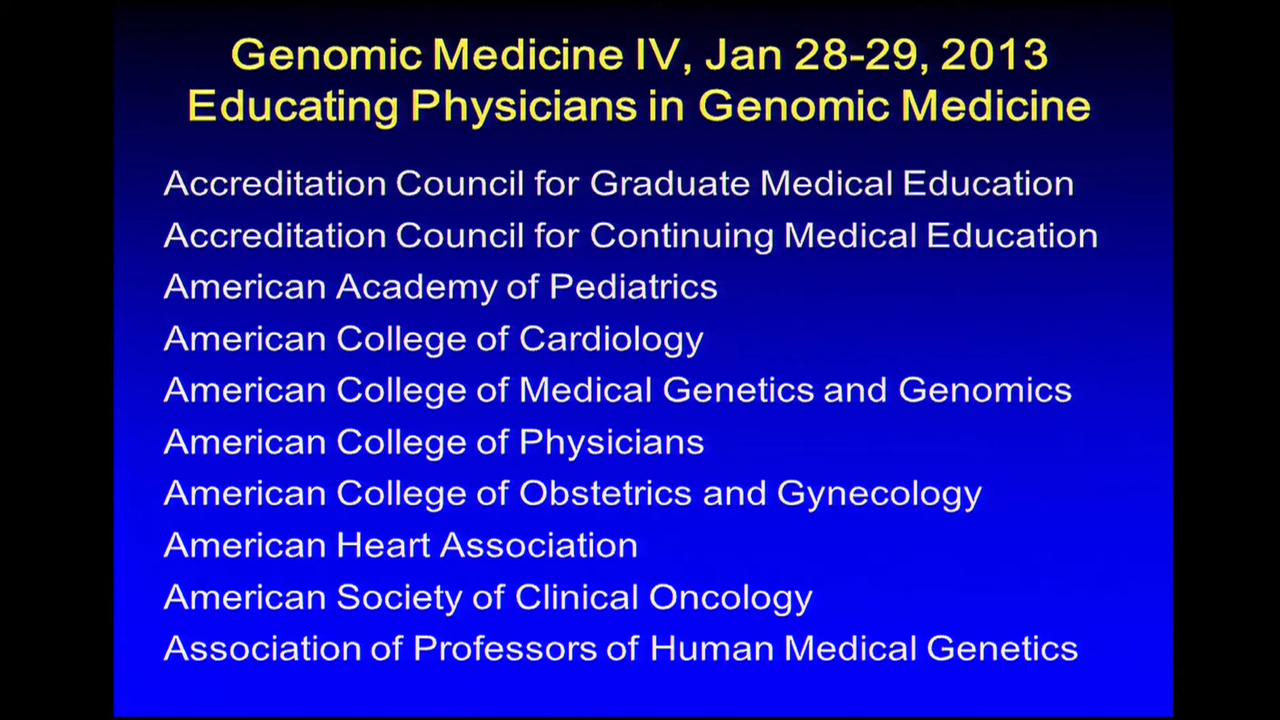 Genomic Medicine IV, Jan 28-29, 2013
Educating Physicians in Genomic Medicine
Accreditation Council for Graduate Medical Education
Accreditation Council for Continuing Medical Education
American Academy of Pediatrics
American College of Cardiology
American College of Medical Genetics and Genomics
American College of Physicians
American College of Obstetrics and Gynecology
American Heart Association
American Society of Clinical Oncology
Association of Professors of Human Medical Genetics